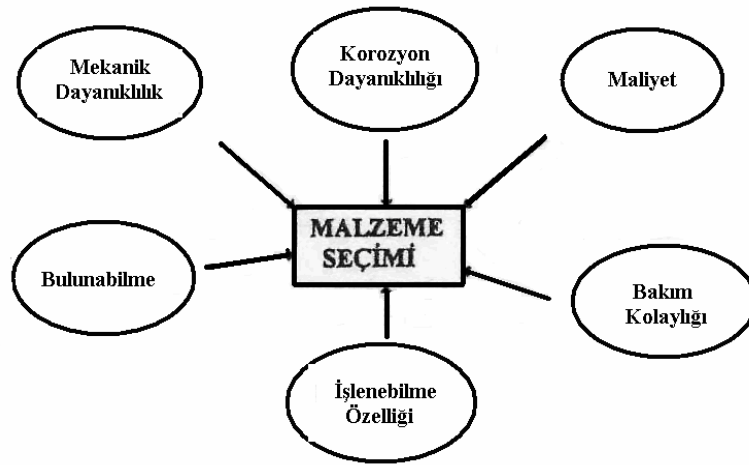 Mekanik
Dayanıklılık
Korozyon
Dayanıklılığı
Maliyet
MALZEME
SEÇİMİ
Bulunabilme
Bakım
Kolaylığı
İşlenebilme
Özelliği